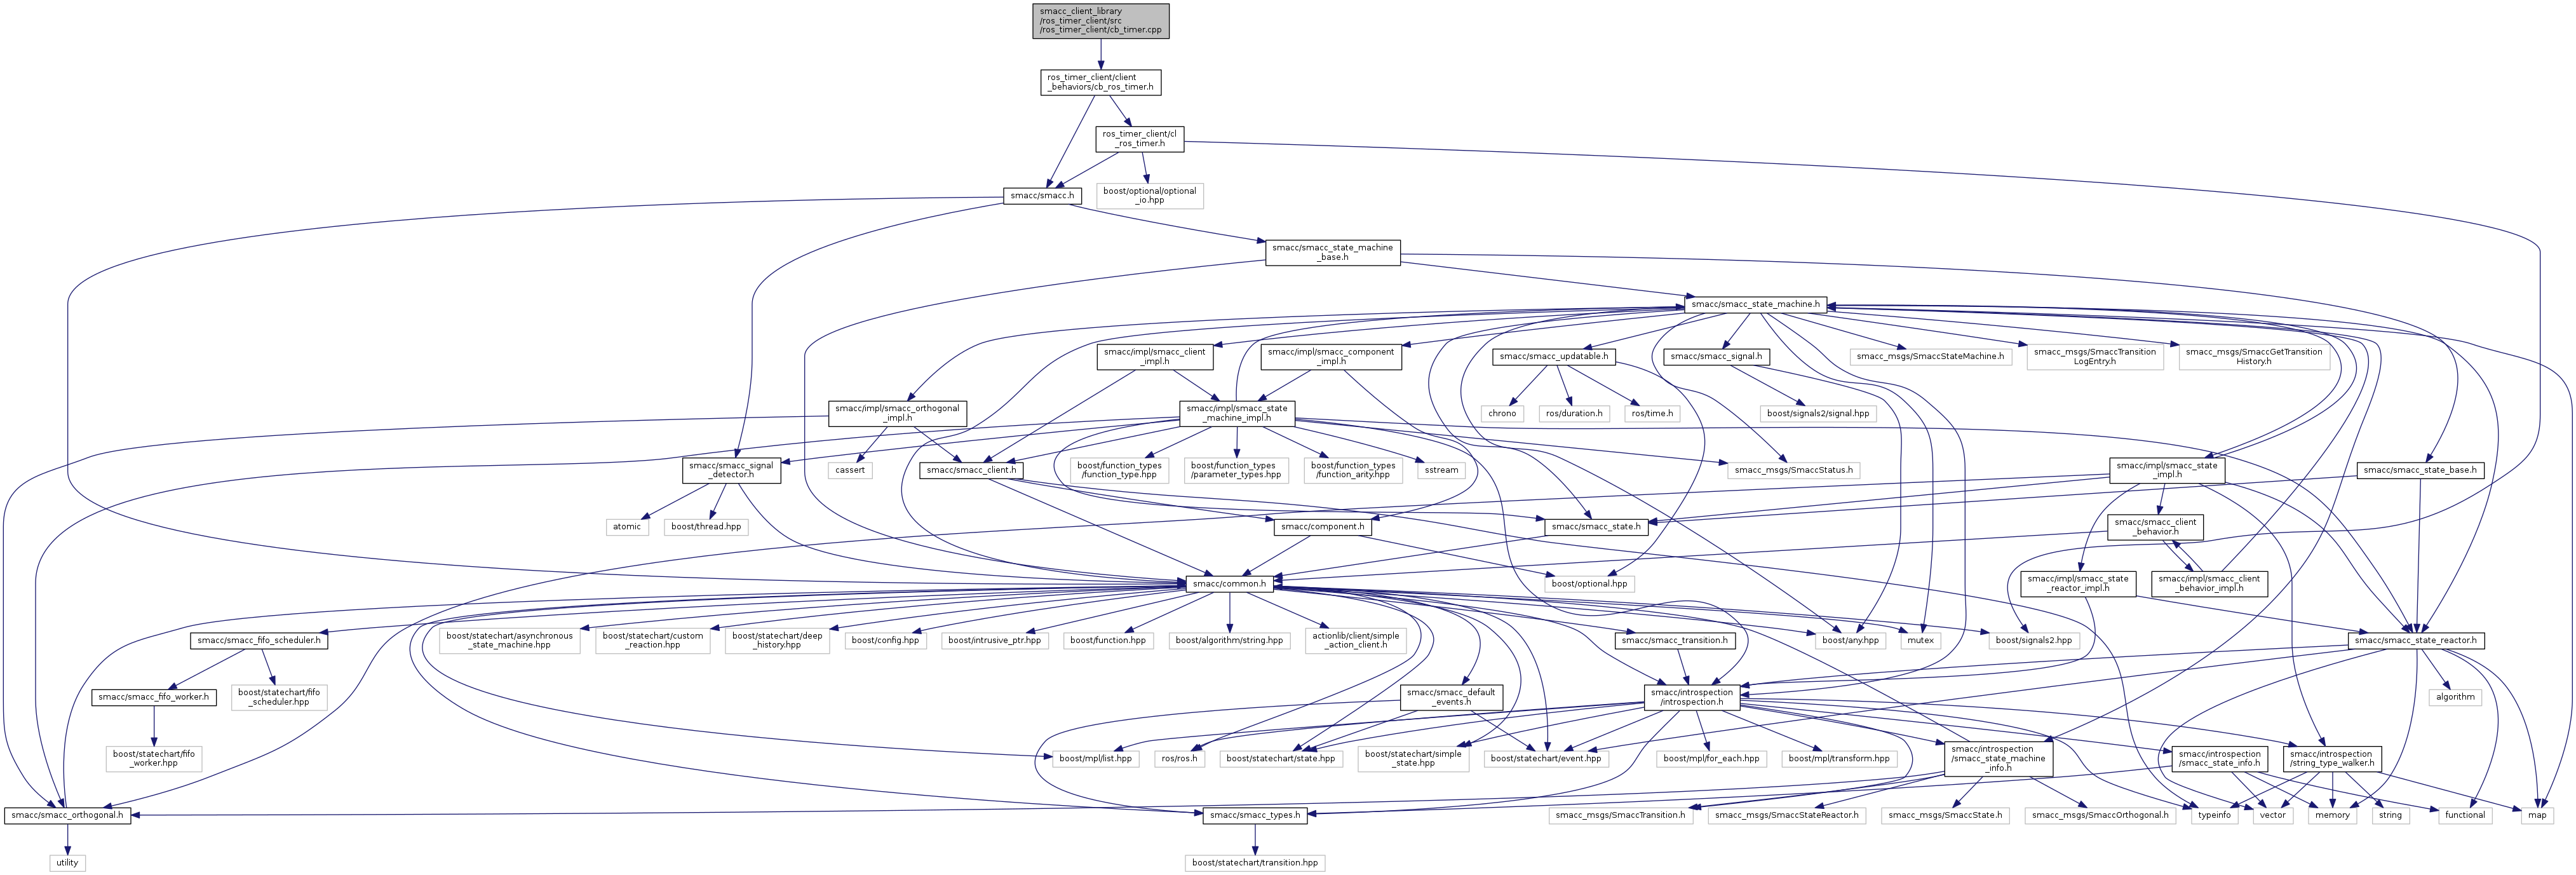 smacc_client_library
/ros_timer_client/src
/ros_timer_client/cb_timer.cpp
ros_timer_client/client
_behaviors/cb_ros_timer.h
ros_timer_client/cl
_ros_timer.h
smacc/smacc.h
boost/optional/optional
_io.hpp
smacc/smacc_state_machine
_base.h
smacc/smacc_state_machine.h
smacc/impl/smacc_client
_impl.h
smacc/impl/smacc_component
_impl.h
smacc/smacc_updatable.h
smacc/smacc_signal.h
smacc_msgs/SmaccStateMachine.h
smacc_msgs/SmaccTransition
LogEntry.h
smacc_msgs/SmaccGetTransition
History.h
smacc/impl/smacc_orthogonal
_impl.h
smacc/impl/smacc_state
_machine_impl.h
chrono
ros/duration.h
ros/time.h
boost/signals2/signal.hpp
smacc/smacc_signal
_detector.h
cassert
smacc/smacc_client.h
boost/function_types
/function_type.hpp
boost/function_types
/parameter_types.hpp
boost/function_types
/function_arity.hpp
sstream
smacc_msgs/SmaccStatus.h
smacc/impl/smacc_state
_impl.h
smacc/smacc_state_base.h
atomic
boost/thread.hpp
smacc/component.h
smacc/smacc_state.h
smacc/smacc_client
_behavior.h
smacc/common.h
boost/optional.hpp
smacc/impl/smacc_state
_reactor_impl.h
smacc/impl/smacc_client
_behavior_impl.h
smacc/smacc_fifo_scheduler.h
boost/statechart/asynchronous
_state_machine.hpp
boost/statechart/custom
_reaction.hpp
boost/statechart/deep
_history.hpp
boost/config.hpp
boost/intrusive_ptr.hpp
boost/function.hpp
boost/algorithm/string.hpp
actionlib/client/simple
_action_client.h
smacc/smacc_transition.h
boost/any.hpp
mutex
boost/signals2.hpp
smacc/smacc_state_reactor.h
smacc/smacc_fifo_worker.h
boost/statechart/fifo
_scheduler.hpp
smacc/smacc_default
_events.h
smacc/introspection
/introspection.h
algorithm
boost/statechart/fifo
_worker.hpp
boost/mpl/list.hpp
ros/ros.h
boost/statechart/state.hpp
boost/statechart/simple
_state.hpp
boost/statechart/event.hpp
boost/mpl/for_each.hpp
boost/mpl/transform.hpp
smacc/introspection
/smacc_state_machine
_info.h
smacc/introspection
/smacc_state_info.h
smacc/introspection
/string_type_walker.h
smacc/smacc_orthogonal.h
smacc/smacc_types.h
smacc_msgs/SmaccTransition.h
smacc_msgs/SmaccStateReactor.h
smacc_msgs/SmaccState.h
smacc_msgs/SmaccOrthogonal.h
typeinfo
vector
memory
string
functional
map
utility
boost/statechart/transition.hpp